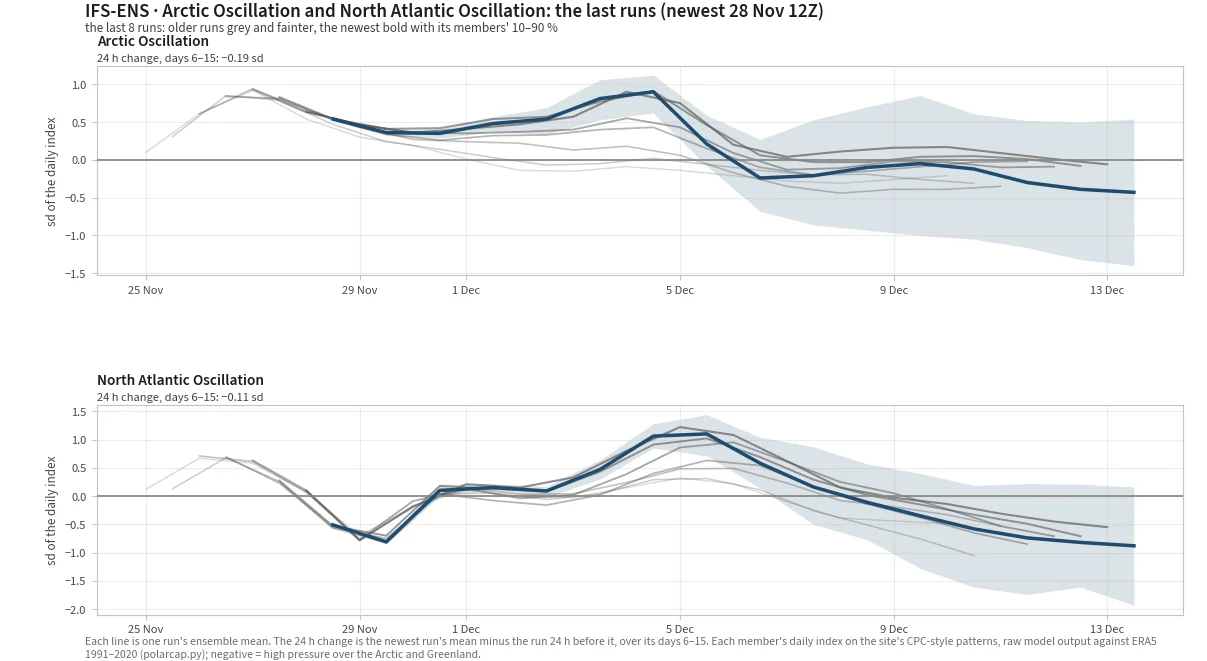 IFS-ENS · Arctic Oscillation and North Atlantic Oscillation: the last runs (newest 28 Nov 12Z)
the last 8 runs: older runs grey and fainter, the newest bold with its members' 10–90 %
Arctic Oscillation
24 h change, days 6–15: −0.19 sd
sd of the daily index
1.0
0.5
0.0
−0.5
−1.0
−1.5
25 Nov 29 Nov 1 Dec 5 Dec 9 Dec 13 Dec
North Atlantic Oscillation
24 h change, days 6–15: −0.11 sd
sd of the daily index
1.5
1.0
0.5
0.0
−0.5
−1.0
−1.5
−2.0
25 Nov 29 Nov 1 Dec 5 Dec 9 Dec 13 Dec
Each line is one run's ensemble mean. The 24 h change is the newest run's mean minus the run 24 h before it, over its days 6–15. Each member's daily index on the site's CPC-style patterns, raw model output against ERA5
1991–2020 (polarcap.py); negative = high pressure over the Arctic and Greenland.